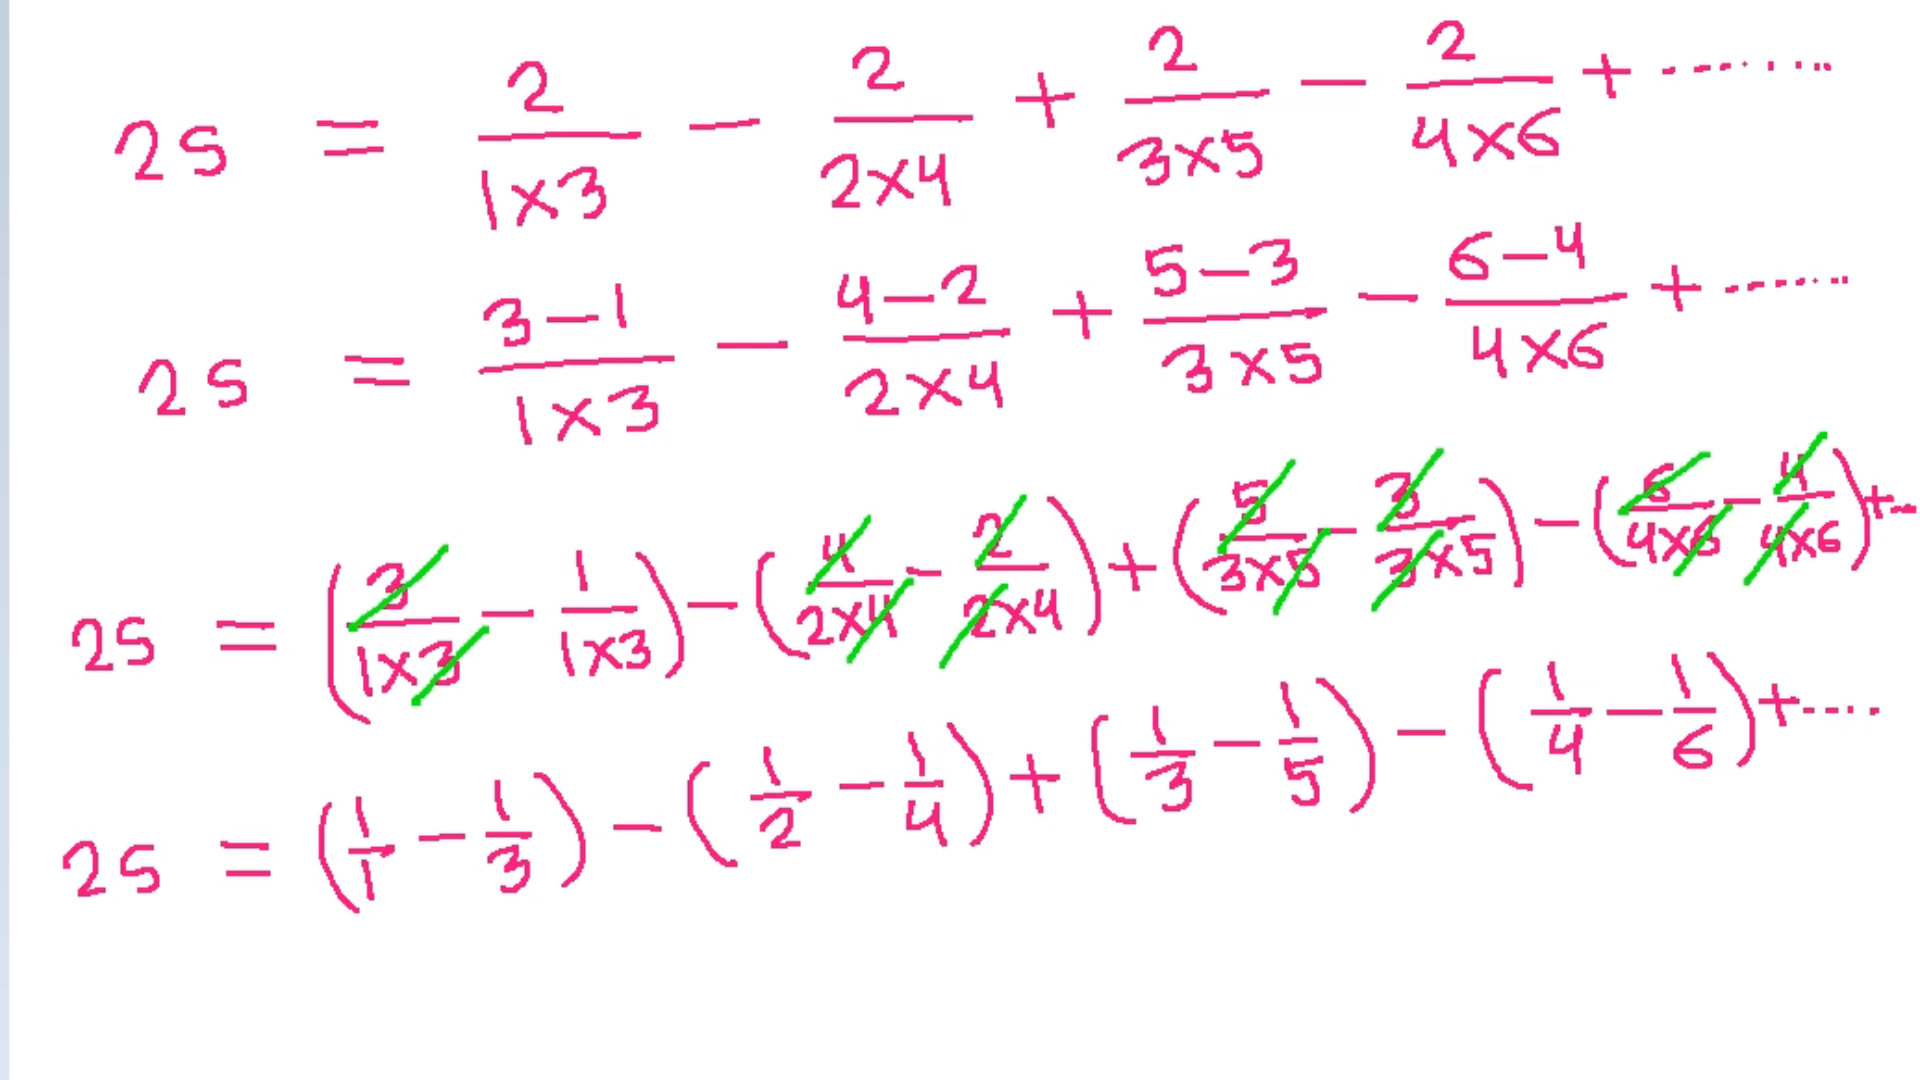 2S = 2/(1×3) − 2/(2×4) + 2/(3×5) − 2/(4×6) + ........
2S = (3−1)/(1×3) − (4−2)/(2×4) + (5−3)/(3×5) − (6−4)/(4×6) + ........
2S = (3/(1×3) − 1/(1×3)) − (4/(2×4) − 2/(2×4)) + (5/(3×5) − 3/(3×5)) − (6/(4×6) − 4/(4×6)) + ...
2S = (1/1 − 1/3) − (1/2 − 1/4) + (1/3 − 1/5) − (1/4 − 1/6) + .....